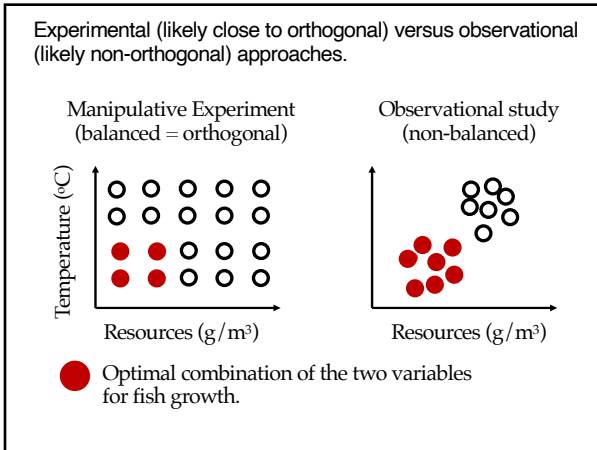 Experimental (likely close to orthogonal) versus observational
(likely non-orthogonal) approaches.
Manipulative Experiment
(balanced = orthogonal)
Observational study
(non-balanced)
Temperature (ºC)
Resources (g/m³)
Resources (g/m³)
Optimal combination of the two variables
for fish growth.